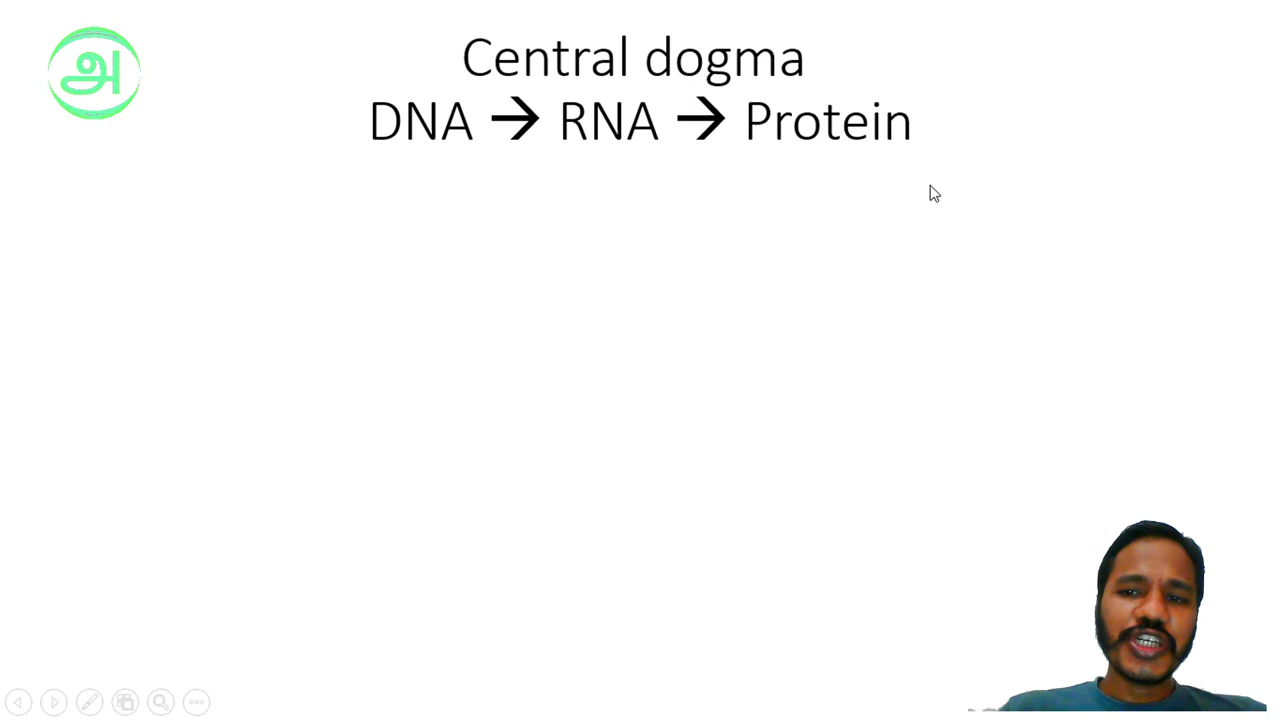 அ
Central dogma
DNA → RNA → Protein